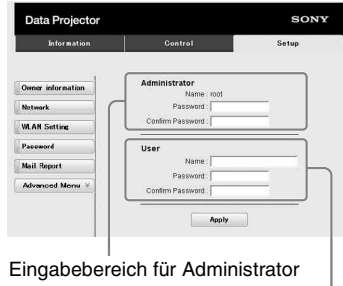 Data Projector
SONY
Information Control Setup
Owner information
Network
WLAN Setting
Password
Mail Report
Advanced Menu
Administrator
Name : root
Password :
Confirm Password :
User
Name :
Password :
Confirm Password :
Apply
Eingabebereich für Administrator